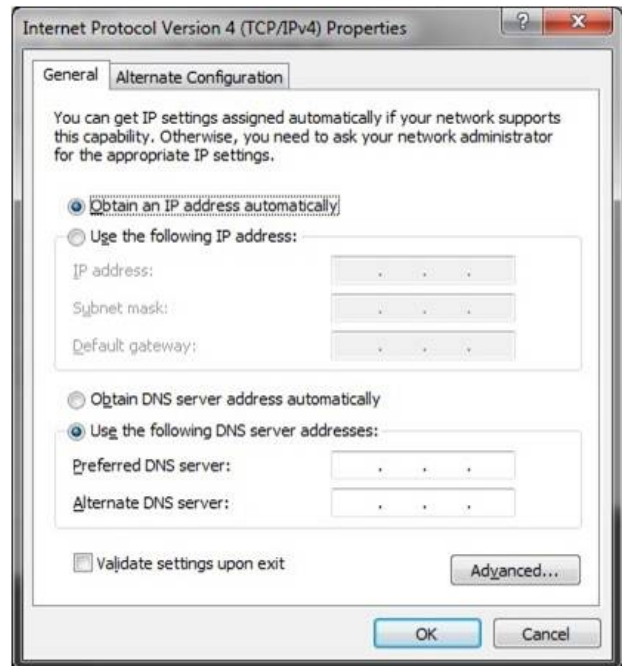 Internet Protocol Version 4 (TCP/IPv4) Properties
General
Alternate Configuration
You can get IP settings assigned automatically if your network supports
this capability. Otherwise, you need to ask your network administrator
for the appropriate IP settings.
Obtain an IP address automatically
Use the following IP address:
IP address:
Subnet mask:
Default gateway:
Obtain DNS server address automatically
Use the following DNS server addresses:
Preferred DNS server:
Alternate DNS server:
Validate settings upon exit
Advanced...
OK
Cancel